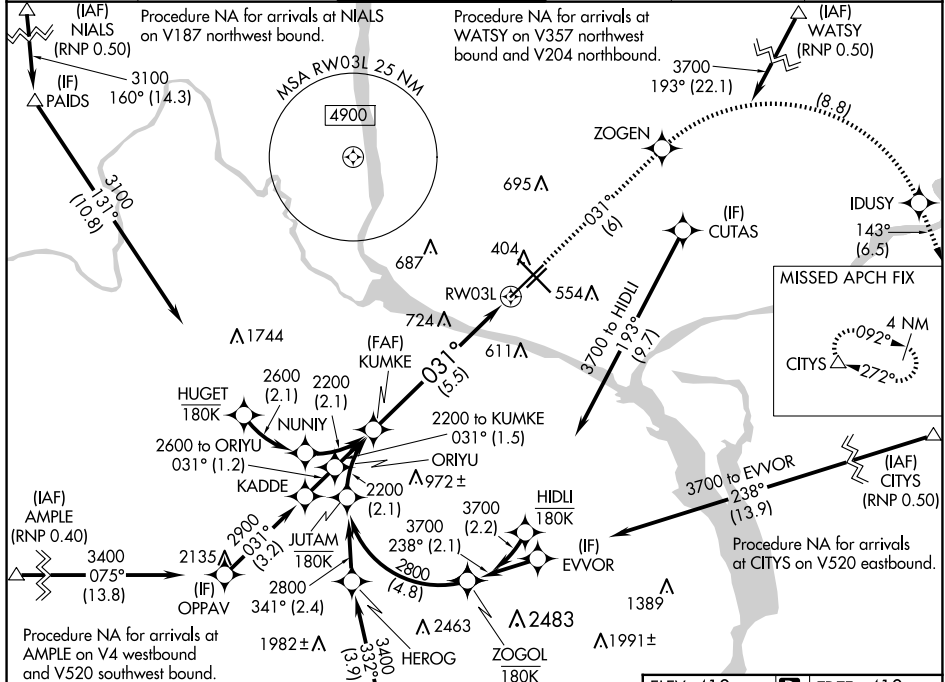 (IAF)
NIALS
(RNP 0.50)
Procedure NA for arrivals at NIALS
on V187 northwest bound.
Procedure NA for arrivals at
WATSY on V357 northwest
bound and V204 northbound.
(IAF)
WATSY
(RNP 0.50)
3100
160° (14.3)
(IF)
PAIDS
MSA RW03L 25 NM
4900
3700
193° (22.1)
(8.8)
ZOGEN
3100
131°
(10.8)
695
031°
(6)
IDUSY
143°
(6.5)
(IF)
CUTAS
687
404
RW03L
554
MISSED APCH FIX
4 NM
092°
CITYS
272°
724
1744
611
3700 to HIDLI
193°
(9.7)
(FAF)
KUMKE
031°
(5.5)
HUGET
180K
2600
(2.1)
2200
(2.1)
NUNIY
2200 to KUMKE
031° (1.5)
2600 to ORIYU
031° (1.2)
ORIYU
KADDE
972±
(IAF)
CITYS
(RNP 0.50)
3700 to EVVOR
238°
(13.9)
(IAF)
AMPLE
(RNP 0.40)
2900
031°
(3.2)
2200
(2.1)
JUTAM
180K
3700
238° (2.1)
3700
(2.2)
HIDLI
180K
(IF)
EVVOR
Procedure NA for arrivals
at CITYS on V520 eastbound.
3400
075°
(13.8)
2135
(IF)
OPPAV
2800
341° (2.4)
2800
(4.8)
1389
Procedure NA for arrivals at
AMPLE on V4 westbound
and V520 southwest bound.
1982±
3400
332°
(3.9)
HEROG
2463
2483
ZOGOL
180K
1991±